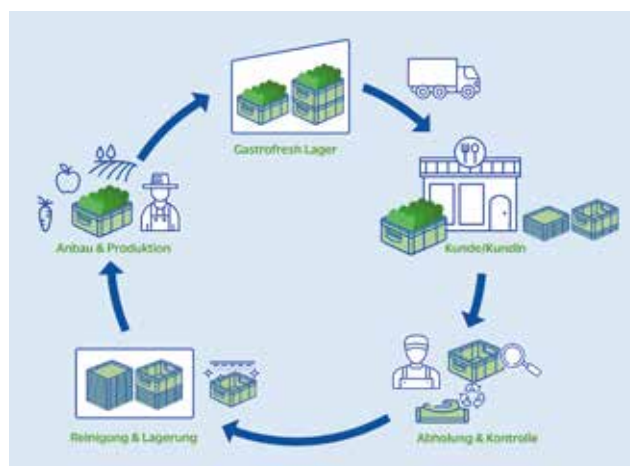 Gastrofresh Lager
Anbau & Produktion
Kunde/Kundin
Reinigung & Lagerung
Abholung & Kontrolle